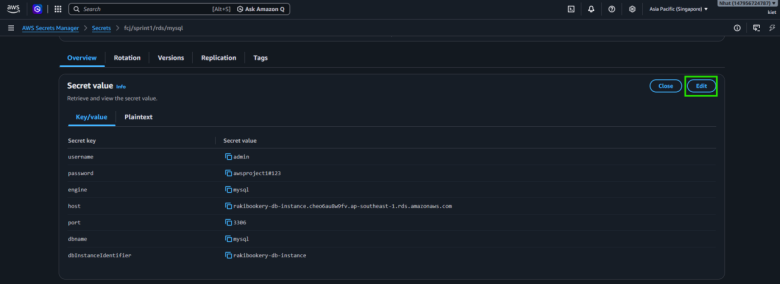 aws Search [Alt+S] Ask Amazon Q Asia Pacific (Singapore)
AWS Secrets Manager > Secrets > fcj/sprint1/rds/mysql
Overview Rotation Versions Replication Tags
Secret value Info Close Edit
Retrieve and view the secret value.
Key/value Plaintext
Secret key Secret value
username admin
password awsproject1#123
engine mysql
host rakibookery-db-instance.cheo6au8w9fv.ap-southeast-1.rds.amazonaws.com
port 3306
dbname mysql
dbInstanceIdentifier rakibookery-db-instance